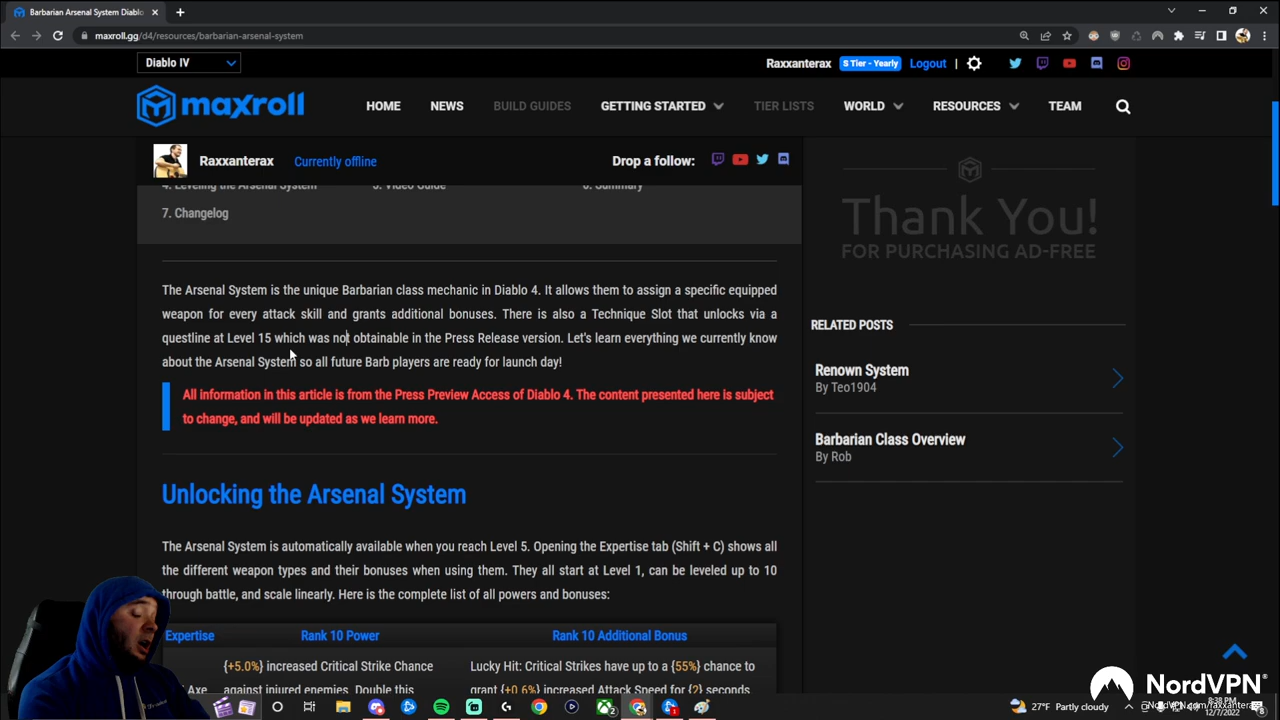 Barbarian Arsenal System Diablo
maxroll.gg/d4/resources/barbarian-arsenal-system
Diablo IV
Raxxanterax
S Tier - Yearly
Logout
maxroll
HOME
NEWS
BUILD GUIDES
GETTING STARTED
TIER LISTS
WORLD
RESOURCES
TEAM
Raxxanterax
Currently offline
Drop a follow:
4. Leveling the Arsenal System
5. Video Guide
6. Summary
7. Changelog
The Arsenal System is the unique Barbarian class mechanic in Diablo 4. It allows them to assign a specific equipped
weapon for every attack skill and grants additional bonuses. There is also a Technique Slot that unlocks via a
questline at Level 15 which was not obtainable in the Press Release version. Let's learn everything we currently know
about the Arsenal System so all future Barb players are ready for launch day!
All information in this article is from the Press Preview Access of Diablo 4. The content presented here is subject
to change, and will be updated as we learn more.
Unlocking the Arsenal System
The Arsenal System is automatically available when you reach Level 5. Opening the Expertise tab (Shift + C) shows all
the different weapon types and their bonuses when using them. They all start at Level 1, can be leveled up to 10
through battle, and scale linearly. Here is the complete list of all powers and bonuses:
Expertise
Rank 10 Power
Rank 10 Additional Bonus
{+5.0%} increased Critical Strike Chance
against injured enemies. Double this
Axe
Lucky Hit: Critical Strikes have up to a {55%} chance to
grant {+0.6%} increased Attack Speed for {2} seconds
Thank You!
FOR PURCHASING AD-FREE
RELATED POSTS
Renown System
By Teo1904
Barbarian Class Overview
By Rob
NordVPN®
27°F Partly cloudy
12/7/2022